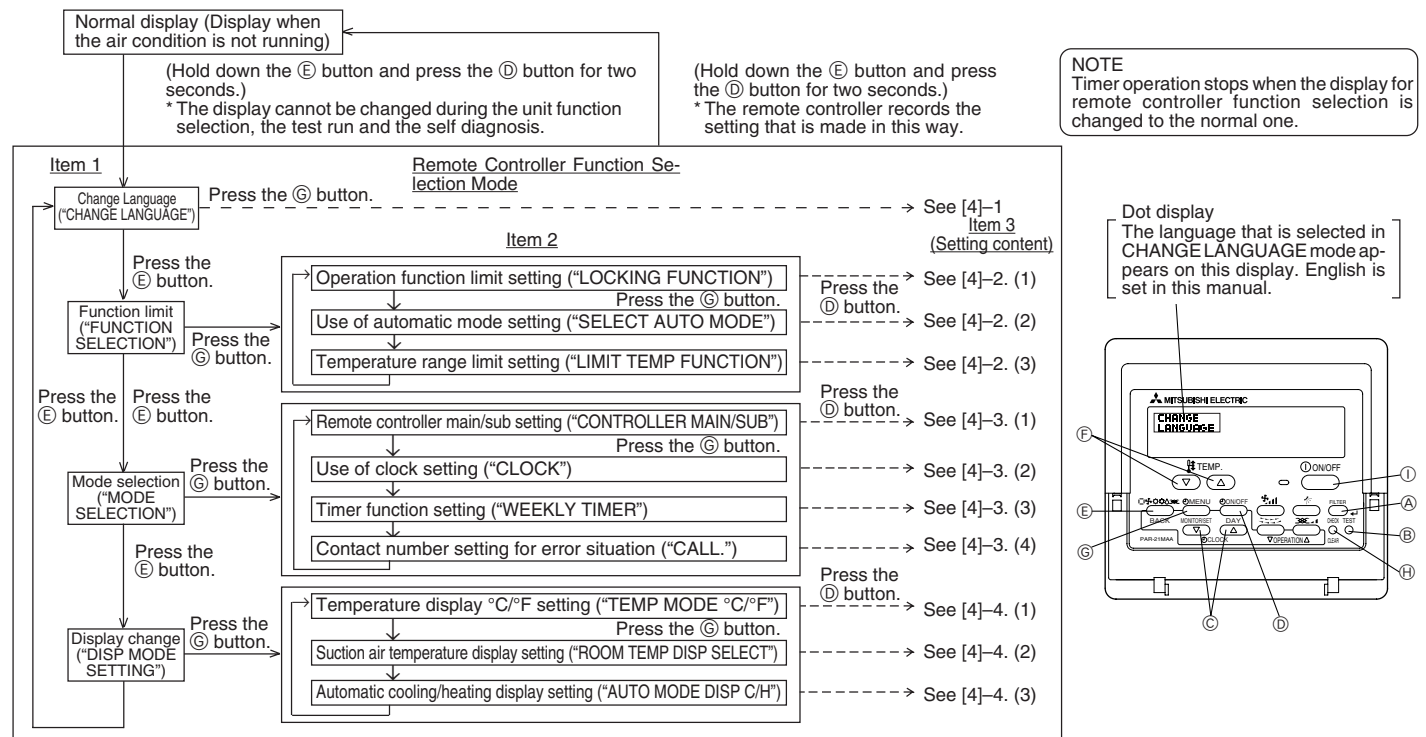 Normal display (Display when
the air condition is not running)
(Hold down the Ⓔ button and press the Ⓓ button for two
seconds.)
* The display cannot be changed during the unit function
selection, the test run and the self diagnosis.
(Hold down the Ⓔ button and press
the Ⓓ button for two seconds.)
* The remote controller records the
setting that is made in this way.
NOTE
Timer operation stops when the display for
remote controller function selection is
changed to the normal one.
Item 1
Remote Controller Function Se-
lection Mode
Change Language
(“CHANGE LANGUAGE”)
Press the Ⓖ button.
See [4]–1
Item 3
(Setting content)
Item 2
Press the
Ⓔ button.
Function limit
(“FUNCTION
SELECTION”)
Press the
Ⓖ button.
Operation function limit setting (“LOCKING FUNCTION”)
Press the Ⓖ button.
Use of automatic mode setting (“SELECT AUTO MODE”)
Temperature range limit setting (“LIMIT TEMP FUNCTION”)
Press the
Ⓓ button.
See [4]–2. (1)
See [4]–2. (2)
See [4]–2. (3)
Press the
Ⓔ button.
Press the
Ⓔ button.
Mode selection
(“MODE
SELECTION”)
Press the
Ⓖ button.
Remote controller main/sub setting (“CONTROLLER MAIN/SUB”)
Press the Ⓖ button.
Use of clock setting (“CLOCK”)
Timer function setting (“WEEKLY TIMER”)
Contact number setting for error situation (“CALL.”)
Press the
Ⓓ button.
See [4]–3. (1)
See [4]–3. (2)
See [4]–3. (3)
See [4]–3. (4)
Press the
Ⓔ button.
Display change
(“DISP MODE
SETTING”)
Press the
Ⓖ button.
Temperature display °C/°F setting (“TEMP MODE °C/°F”)
Press the Ⓖ button.
Suction air temperature display setting (“ROOM TEMP DISP SELECT”)
Automatic cooling/heating display setting (“AUTO MODE DISP C/H”)
Press the
Ⓓ button.
See [4]–4. (1)
See [4]–4. (2)
See [4]–4. (3)
Dot display
The language that is selected in
CHANGE LANGUAGE mode ap-
pears on this display. English is
set in this manual.
MITSUBISHI ELECTRIC
CHANGE
LANGUAGE
Ⓕ
TEMP.
ON/OFF
Ⓘ
MENU
ON/OFF
FILTER
Ⓐ
Ⓔ
BACK
MONITOR/SET
DAY
CHECK
TEST
Ⓑ
Ⓖ
PAR-21MAA
CLOCK
▽OPERATION△
CLEAR
Ⓗ
Ⓒ
Ⓓ